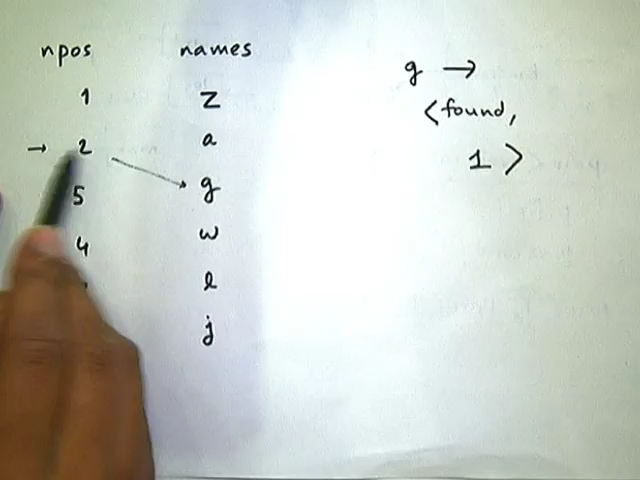 npos names
1 z
2 a
→ 
5 g
4 w
l
j
g →
<found,
1>